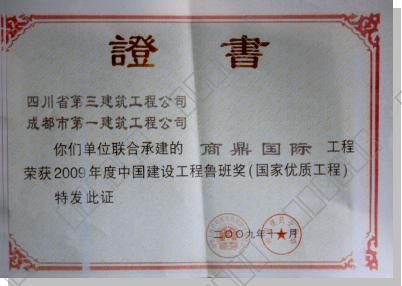 證書
四川省第三建筑工程公司
成都市第一建筑工程公司
你们单位联合承建的 商鼎国际 工程
荣获2009年度中国建设工程鲁班奖(国家优质工程)
特发此证
二〇〇九年十一月